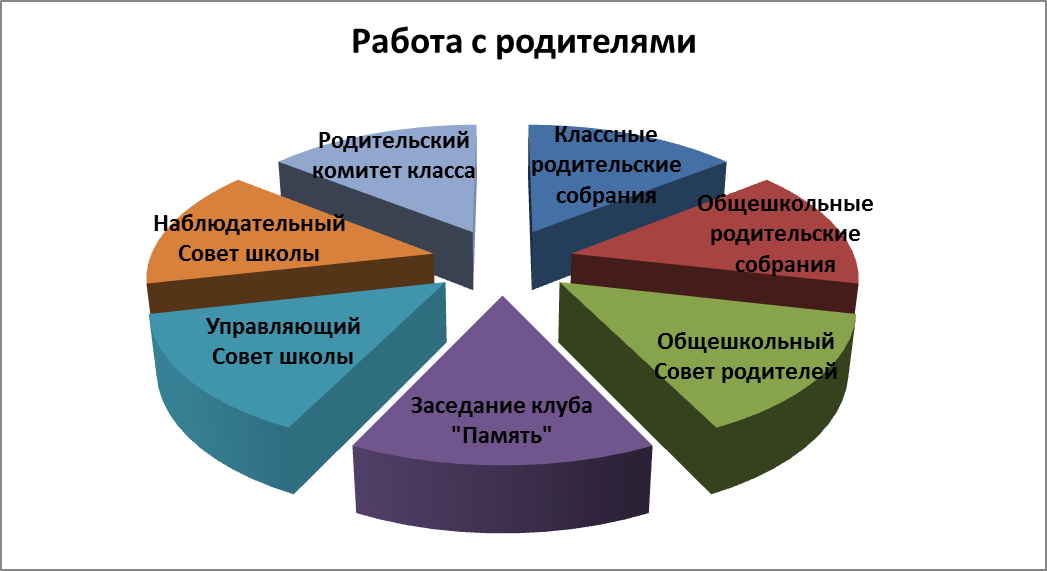 Работа с родителями
Классные
родительские
собрания
Общешкольные
родительские
собрания
Общешкольный
Совет родителей
Заседание клуба
"Память"
Управляющий
Совет школы
Наблюдательный
Совет школы
Родительский
комитет класса